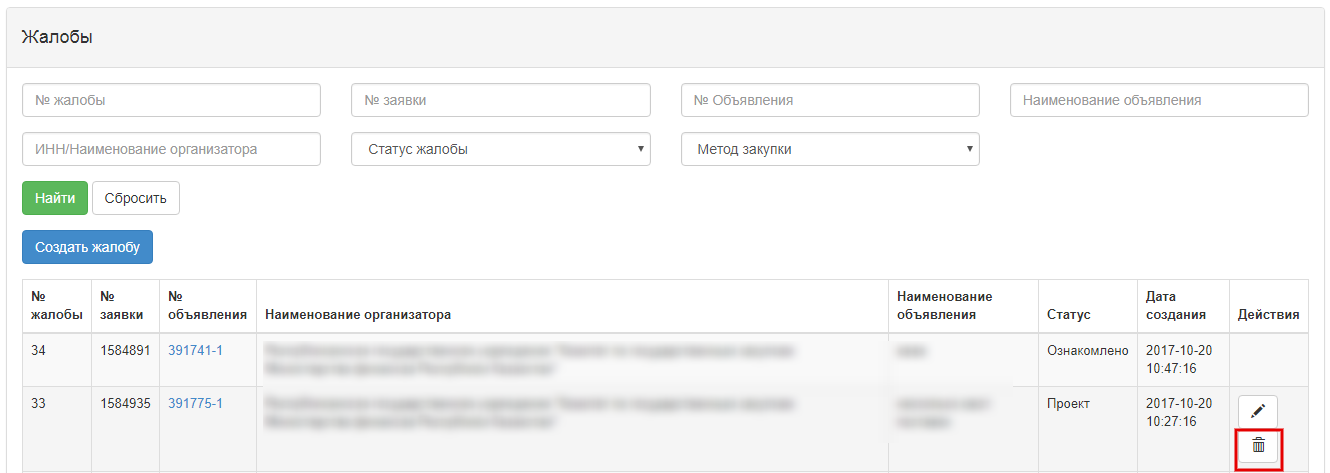 Жалобы
№ жалобы
№ заявки
№ Объявления
Наименование объявления
ИНН/Наименование организатора
Статус жалобы
Метод закупки
Найти
Сбросить
Создать жалобу
№ жалобы
№ заявки
№ объявления
Наименование организатора
Наименование объявления
Статус
Дата создания
Действия
34
1584891
391741-1
Ознакомлено
2017-10-20
10:47:16
33
1584935
391775-1
Проект
2017-10-20
10:27:16